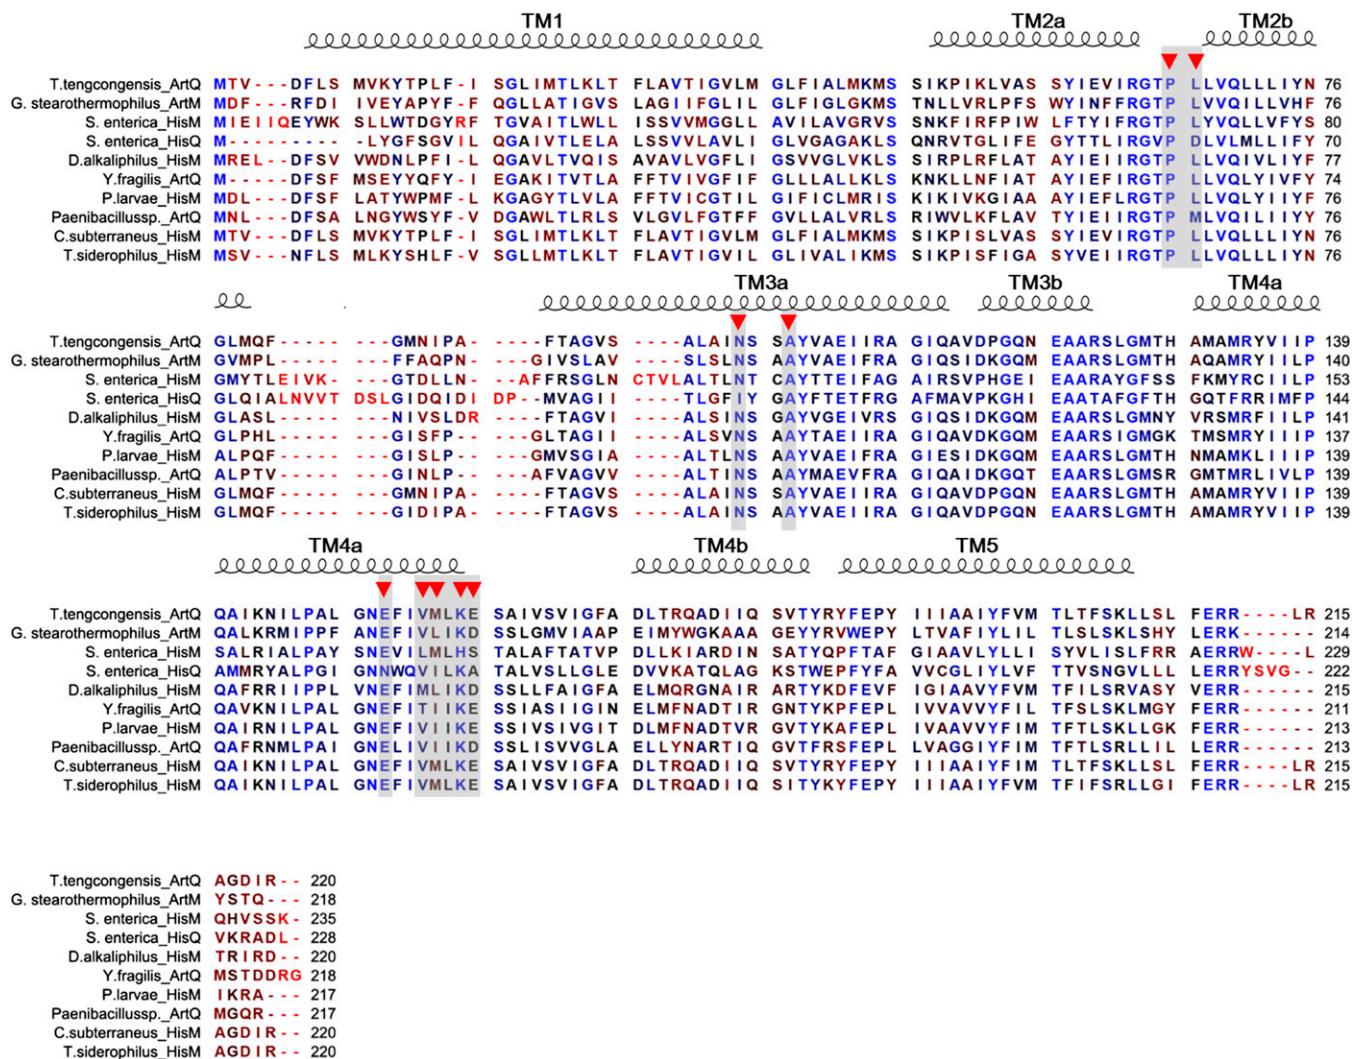 TM1 TM2a TM2b
T.tengcongensis_ArtQ MTV---DFLS MVKYTPLF-I SGLIMTLKLT FLAVTIGVLM GLFIALMKMS SIKPIKLVAS SYIEVIRGTP LLVQLLLIYN 76
G. stearothermophilus_ArtM MDF---RFDI IVEYAPYF-F QGLLATIGVS LAGIIFGLIL GLFIGLGKMS TNLLVRLPFS WYINFFRGTP LVVQILLVHF 76
S. enterica_HisM MIEIIQEYWK SLLWTDGYRF TGVAITLWLL ISSVVMGGLL AVILAVGRVS SNKFIRFPIW LFTYIFRGTP LYVQLLVFYS 80
S. enterica_HisQ M---------LYGFSGVIL QGAIVTLELA LSSVVLAVLI GLVGAGAKLS QNRVTGLIFE GYTTLIRGVP DLVLMLLIFY 70
D.alkaliphilus_HisM MREL--DFSV VWDNLPFI-L QGAVLTVQIS AVAVLVGVFL GSVVGLVKMS SIRPLRFLAT AYIEIIRGTP LLVQIVLIYL 77
Y.fragilis_ArtQ M-----DFSF MSEYYQFY-I EGAKITVTLA FFTVIVGFIF GLLLALLKLS KNKLLNFIAT AYIEFIRGTP LLVQLYIVFY 74
P.larvae_HisM MDL---DFSF LATYWPMF-L KGAGYTLVLA FFTVICGTIL GIFICLMRIS KIKIVKGIAA AYIEFLRGTP LLVQLYLIYF 76
Paenibacillussp._ArtQ MNL---DFSA LNGYWSYF-V DGAWLTLRLS VLGVLFGTFF GVLLALVRLS RIWVLKFLAV TYIEIIRGTP MLVQILIIYY 76
C.subterraneus_HisM MTV---DFLS MVKYTPLF-I SGLIMTLKLT FLAVTIGVLM GLFIALMKMS SIKPISLVAS SYIEIIRGTP LLVQLLLIYN 76
T.siderophilus_HisM MSV---NFLS MLKYSHLF-V SGLLMTLKLT FLAVTIGVIL GLIVALIKMS SIKPISFIGA SYIEIIRGTP LLVQLLLIYN 76
TM3a TM3b TM4a
T.tengcongensis_ArtQ GLMQF----- ----GMNIPA ----FTAGVS ----ALAINS SAYVAEIIRA GIQAVDPGQN EAARSLGMTH AMAMRYVIIP 139
G. stearothermophilus_ArtM GVMPL----- ----FFAQPN ----GIVSLAV ----SLSLNS AAYVAEIIRA GIQSVDPGQN EAARSLGMTH AQAMRYIILP 140
S. enterica_HisM GMYTLEIVK- ----GTDLLN- --AFFRSGLN CTVLALTLNT CAYTTEIFAG AIRSVPHGEI EAARAYGFSS FKMYRCIILP 153
S. enterica_HisQ GLQIALNVVT DSLGIDQIDI DP--MVAGII ----TLGFIY GAYFTETFRG AFMAVPKGHI EAATAFGFTH GQTFRRIMFP 144
D.alkaliphilus_HisM GLASL----- ----NIVSLDR ----FTAGVI ----ALSINS GAYVAEIIRA GIQSIDKGQM EAARSLGMNY VRSMRFIILP 141
Y.fragilis_ArtQ GLPHL----- ----GISFP- ----GLTAGII ----ALSVNS AAYTAEIIRA GIQAVDKGQM EAARSIGMGK TMSMRYIIIP 137
P.larvae_HisM ALPQF----- ----GISLP- ----GMVSGIA ----ALTLNS AAYVAEIIRA GIESIDKGQM EAARSLGMTH NMAMKLIIIP 139
Paenibacillussp._ArtQ ALPTV----- ----GINLP- ----AFVAGVV ----ALTINS AAYMAEVFRA GIQAIDKGQT EAARSLGMSR GMTMRLIVLP 139
C.subterraneus_HisM GLMQF----- ----GMNIPA ----FTAGVS ----ALAINS SAYVAEIIRA GIQAVDPGQN EAARSLGMTH AMAMRYVIIP 139
T.siderophilus_HisM GLMQF----- ----GIDIPA ----FTAGVS ----ALAINS AAYVAEIIRA GIQAVDPGQN EAARSLGMTH AMAMRYVIIP 139
TM4a TM4b TM5
T.tengcongensis_ArtQ QAIKNILPAL GNEFIVMLKE SAIVSVIGFA DLTRQADIIQ SVTYRYFEPY IIIAAIYFVM TLTFSKLLSL FERR----LR 215
G. stearothermophilus_ArtM QALKRMIPPF ANEFIVLIKD SSLGMVIAAP EIMYWGKAAA GEYYRVWEPY LTVAFIYLIL TLSLSKLSHY LERK------ 214
S. enterica_HisM SALRIALPAY SNEVILMLHS TALAFTATVP DLLKIARDIN SATYQPFTAF GIAAVLYLLI SYVLISLFRR AERRW----L 229
S. enterica_HisQ AMMRYALPGI GNNWQVILKA TALVSLLGLE DVVKATQLAG KSTWEPFYFA VVCGLIYLVF TTVSNGVLLL LERRYSVG-- 222
D.alkaliphilus_HisM QAFRRIIPPL VNEFIMLIKD SSLLFAIGFA ELMQRGNAIR ARTYKDFEVF IGIAAVYFVM TFILSRVASY VERR------ 215
Y.fragilis_ArtQ QAVKNILPAL GNEFITIIKE SSIASIIGIN ELMFNADTIR GNTYKPFEPL IVVAAVYFIL TFSLSKLMGY FERR------ 211
P.larvae_HisM QAIRNILPAL GNEFIVIIKE SSIVSVIGIT DLMFNADTVR GVTYKAFEPL IVAAVVYFIM TFSLSKLLGK FERR------ 213
Paenibacillussp._ArtQ QAFRNMLPAI GNELIVIIKD SSLISVVGLA ELLYNARTIQ GVTFRSFEPL LVAGGIYFIM TFTLSRLLIL LERR------ 213
C.subterraneus_HisM QAIKNILPAL GNEFIVMLKE SAIVSVIGFA DLTRQADIIQ SVTYKYFEPY IIIAAIYFIM TLTFSKLLSL FERR----LR 215
T.siderophilus_HisM QAIKNILPAL GNEFIVMLKE SAIVSVIGFA DLTRQADIIQ SITYKYFEPY IIIAAIYFVM TFIFSRLLGI FERR----LR 215
T.tengcongensis_ArtQ AGDIR-- 220
G. stearothermophilus_ArtM YSTQ--- 218
S. enterica_HisM QHVSSK- 235
S. enterica_HisQ VKRADL- 228
D.alkaliphilus_HisM TRIRD-- 220
Y.fragilis_ArtQ MSTDDRG 218
P.larvae_HisM IKRA--- 217
Paenibacillussp._ArtQ MGQR--- 217
C.subterraneus_HisM AGDIR-- 220
T.siderophilus_HisM AGDIR-- 220